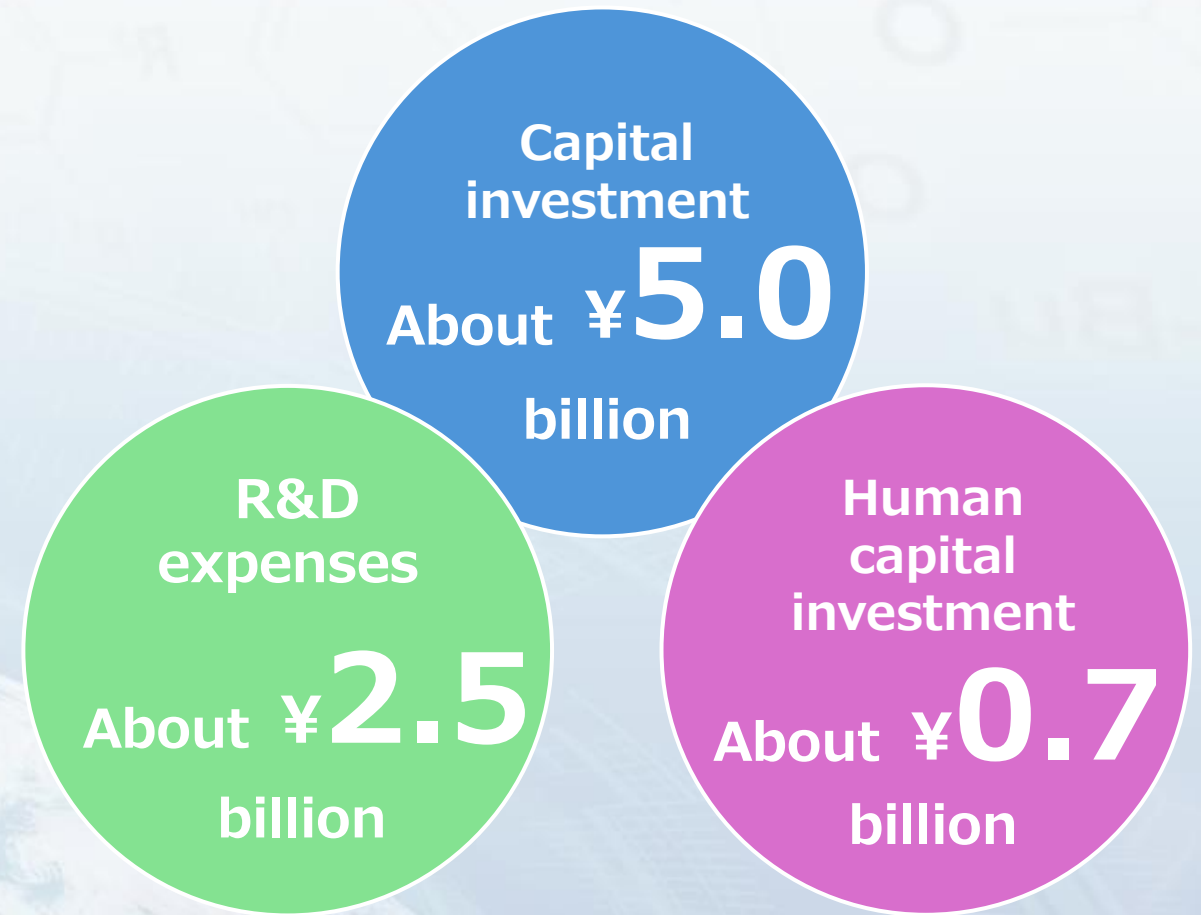 Capital
investment
About ¥5.0
billion
R&D
expenses
About ¥2.5
billion
Human
capital
investment
About ¥0.7
billion